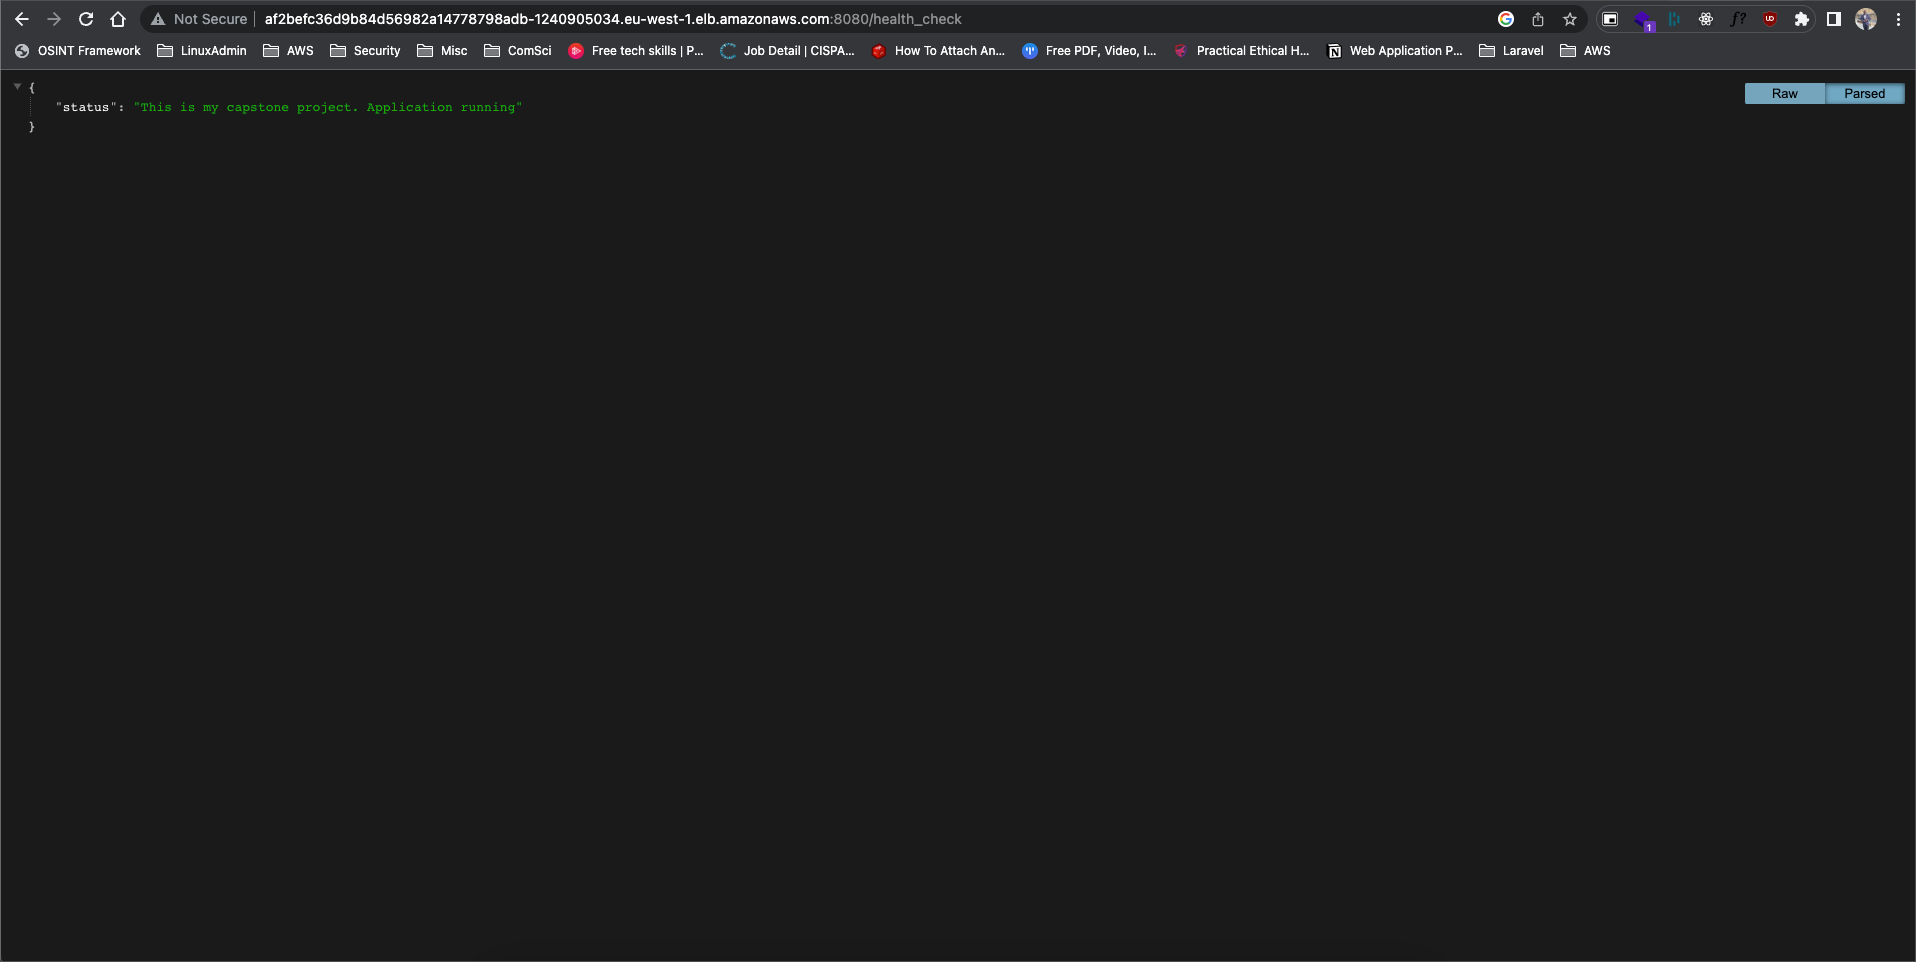 Not Secure af2befc36d9b84d56982a14778798adb-1240905034.eu-west-1.elb.amazonaws.com:8080/health_check
f?
1
UD
OSINT Framework LinuxAdmin AWS Security Misc ComSci Free tech skills | P... Job Detail | CISPA... How To Attach An... Free PDF, Video, I... Practical Ethical H... Web Application P... Laravel AWS
{
Raw Parsed
"status": "This is my capstone project. Application running"
}